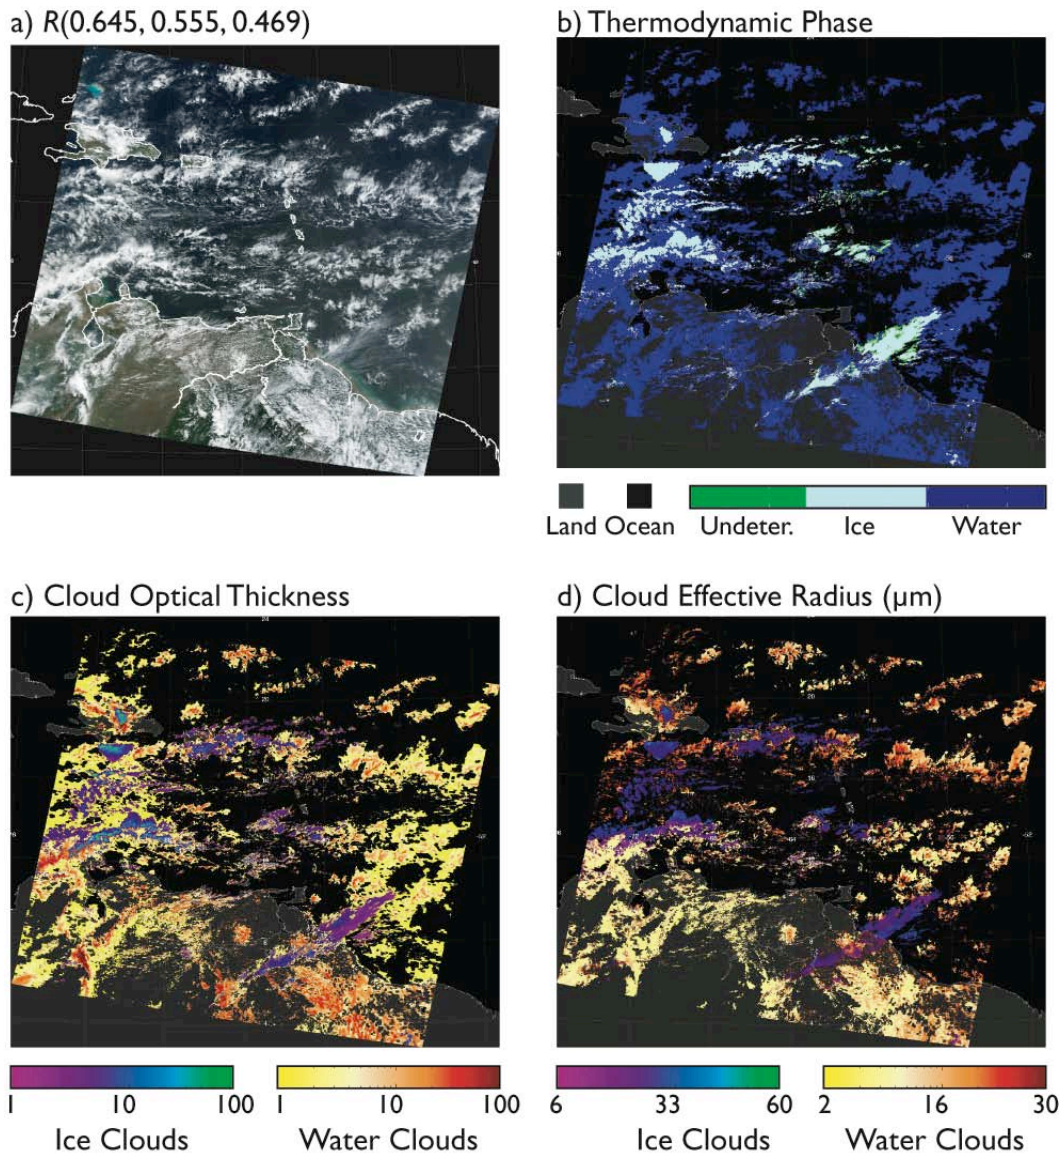 a) R(0.645, 0.555, 0.469)
b) Thermodynamic Phase
Land Ocean Undeter. Ice Water
c) Cloud Optical Thickness
d) Cloud Effective Radius (µm)
1 10 100 1 10 100
Ice Clouds Water Clouds
6 33 60 2 16 30
Ice Clouds Water Clouds